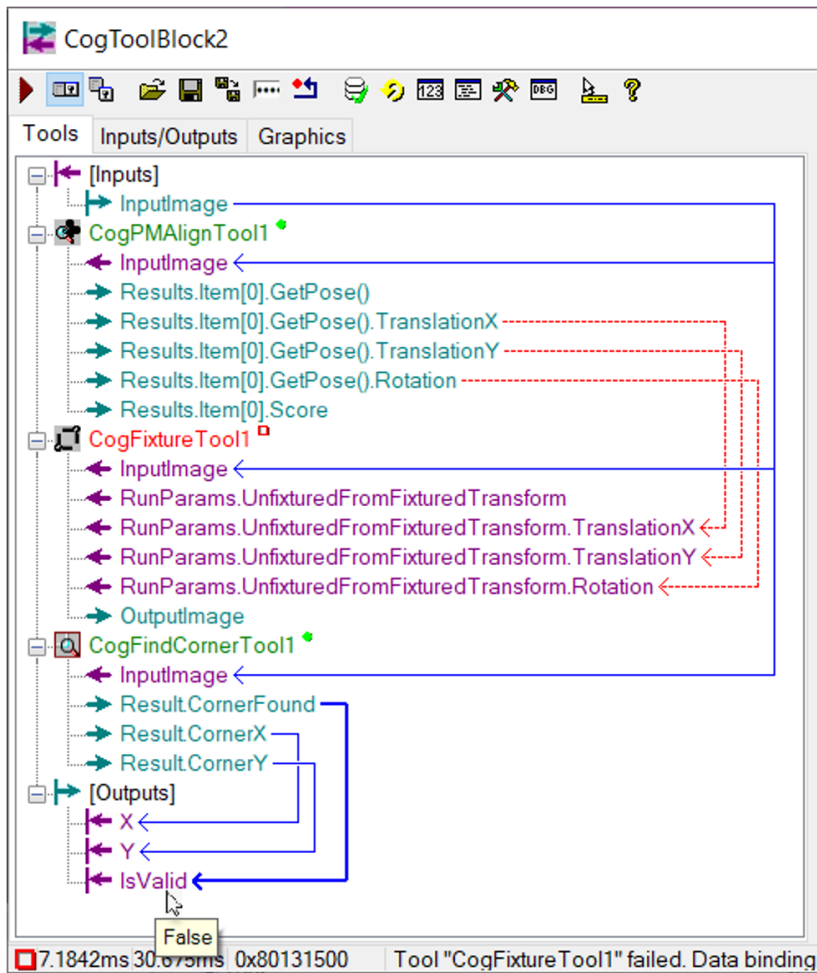 CogToolBlock2
123
DBG
Tools Inputs/Outputs Graphics
[Inputs]
InputImage
CogPMAlignTool1
InputImage
Results.Item[0].GetPose()
Results.Item[0].GetPose().TranslationX
Results.Item[0].GetPose().TranslationY
Results.Item[0].GetPose().Rotation
Results.Item[0].Score
CogFixtureTool1
InputImage
RunParams.UnfixturedFromFixturedTransform
RunParams.UnfixturedFromFixturedTransform.TranslationX
RunParams.UnfixturedFromFixturedTransform.TranslationY
RunParams.UnfixturedFromFixturedTransform.Rotation
OutputImage
CogFindCornerTool1
InputImage
Result.CornerFound
Result.CornerX
Result.CornerY
[Outputs]
X
Y
IsValid
False
7.1842ms 0x80131500 Tool "CogFixtureTool1" failed. Data binding